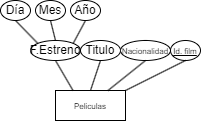 Día Mes Año
F.Estreno Titulo Nacionalidad Id. film
Peliculas